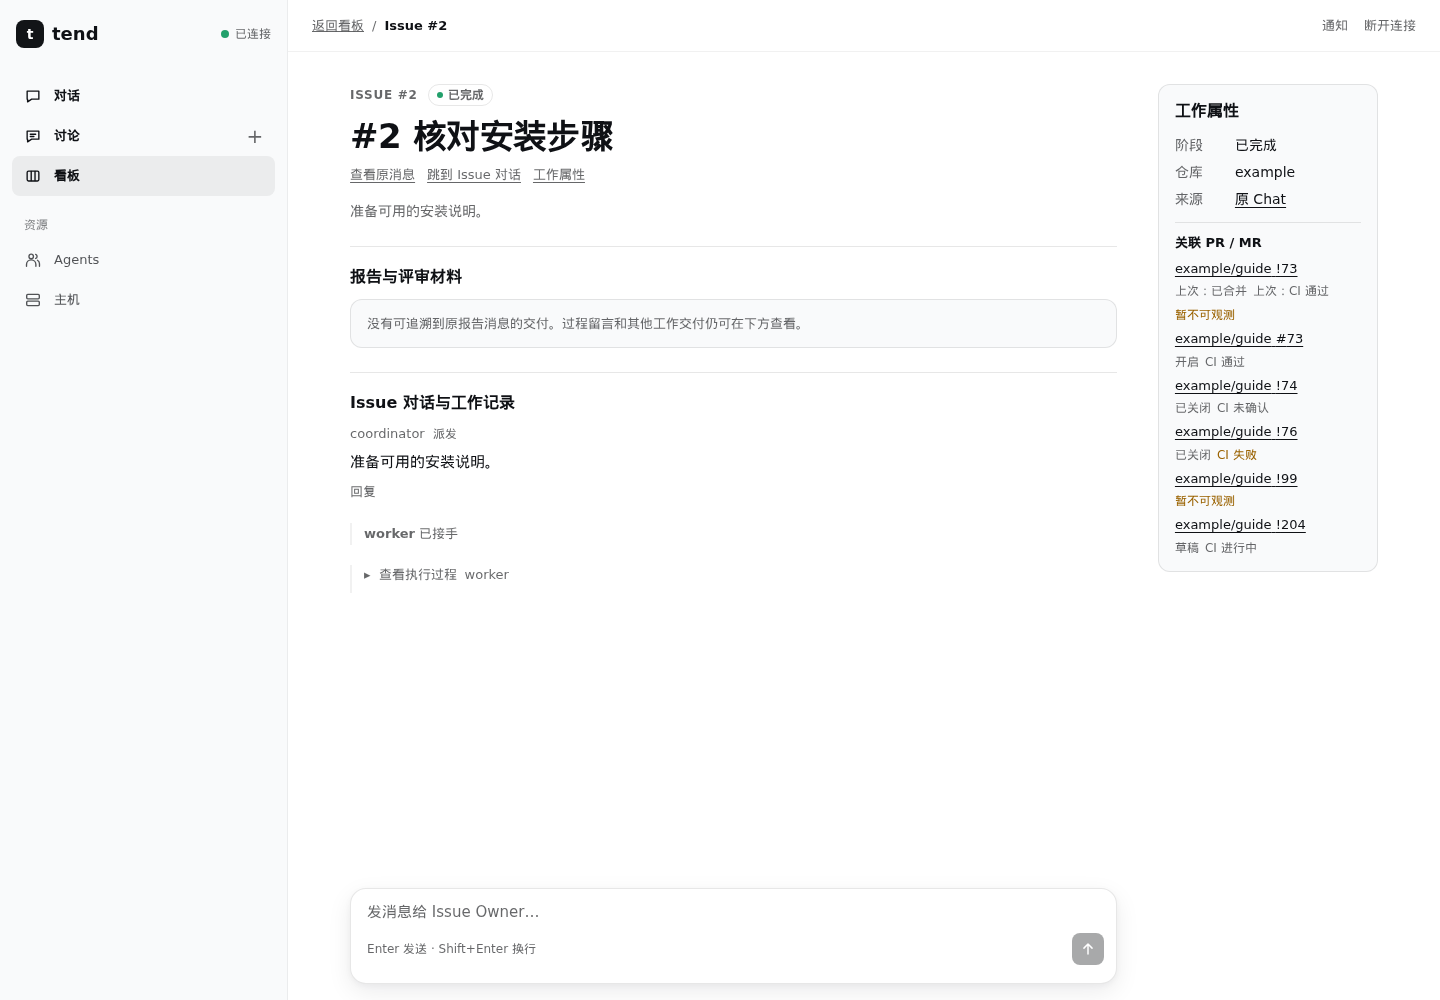 t tend
已连接
对话
讨论
看板
资源
Agents
主机
返回看板 / Issue #2
通知 断开连接
ISSUE #2 已完成
#2 核对安装步骤
查看原消息 跳到 Issue 对话 工作属性
准备可用的安装说明。
报告与评审材料
没有可追溯到原报告消息的交付。过程留言和其他工作交付仍可在下方查看。
Issue 对话与工作记录
coordinator 派发
准备可用的安装说明。
回复
worker 已接手
查看执行过程 worker
发消息给 Issue Owner…
Enter 发送 · Shift+Enter 换行
工作属性
阶段 已完成
仓库 example
来源 原 Chat
关联 PR / MR
example/guide !73
上次：已合并 上次：CI 通过
暂不可观测
example/guide #73
开启 CI 通过
example/guide !74
已关闭 CI 未确认
example/guide !76
已关闭 CI 失败
example/guide !99
暂不可观测
example/guide !204
草稿 CI 进行中